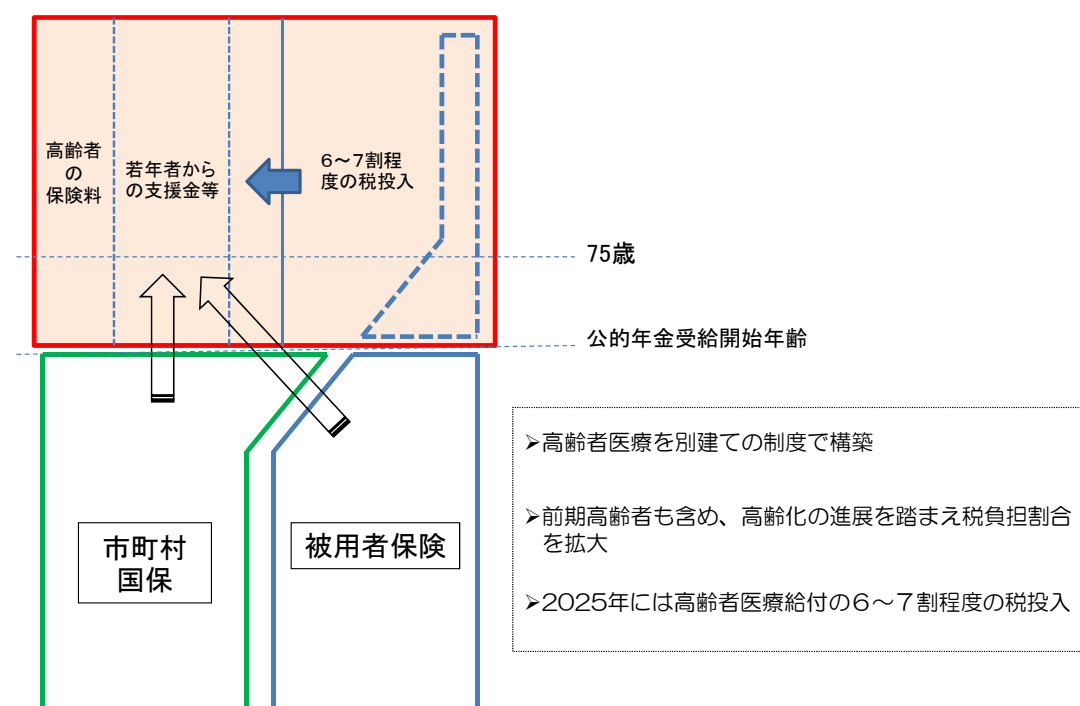 高齢者
の
保険料
若年者から
の支援金等
６～７割程
度の税投入
75歳
公的年金受給開始年齢
市町村
国保
被用者保険
➢高齢者医療を別建ての制度で構築
➢前期高齢者も含め、高齢化の進展を踏まえ税負担割合
を拡大
➢2025年には高齢者医療給付の６～７割程度の税投入